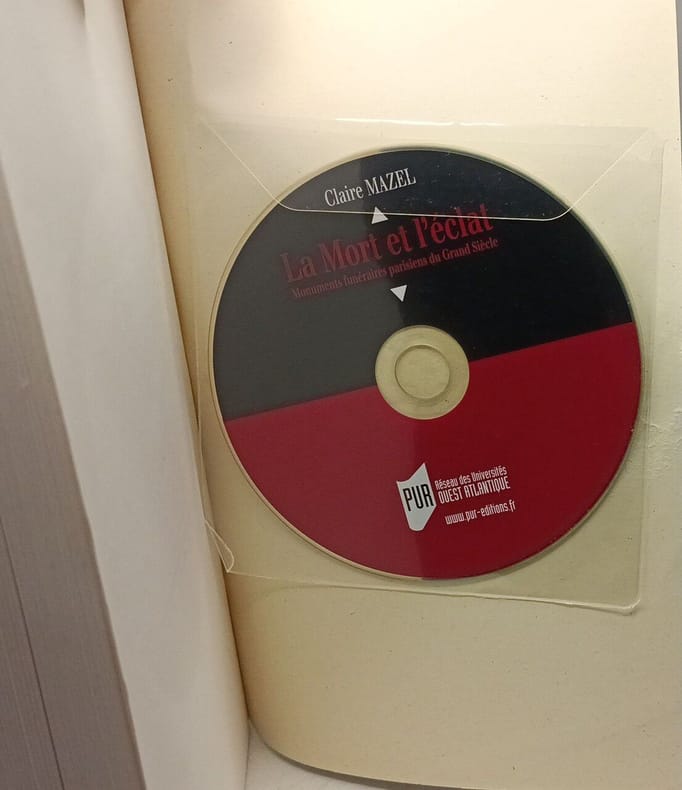 Claire MAZEL
La Mort et l'éclat
Monuments funéraires parisiens du Grand Siècle
PUR
Réseau des Universités
OUEST ATLANTIQUE
www.pur-editions.fr